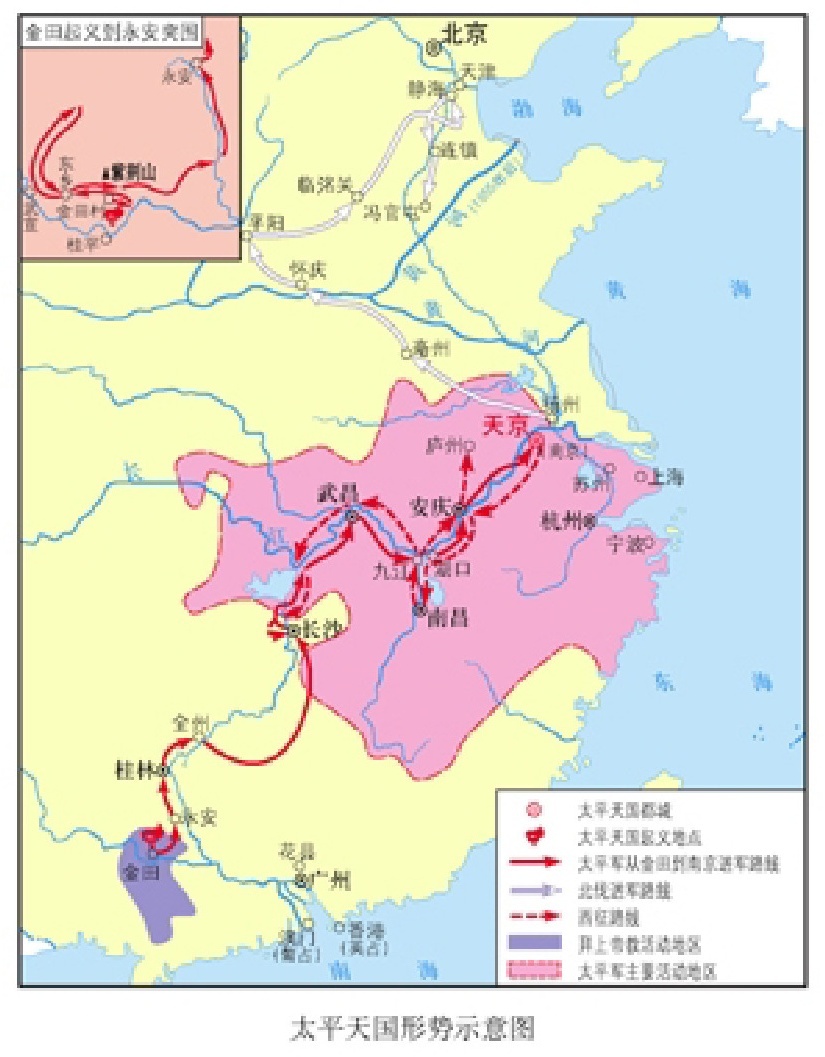 金田起义到永安突围
永安
紫荆山
东乡
武宣
金田村
桂平
北京
天津
静海
渤 海
连镇
临洺关
冯官屯
平阳
怀庆
黄
黄
河
黄 海
亳州
扬州
天京
(南京)
庐州
苏州
上海
长
江
武昌
安庆
杭州
宁波
九江
湖口
南昌
长沙
东 海
全州
桂林
永安
金田
花县
广州
澳门
(葡占)
香港
(英占)
南 海
太平天国都城
太平天国起义地点
太平军从金田到南京进军路线
北伐进军路线
西征路线
拜上帝教活动地区
太平军主要活动地区
太平天国形势示意图